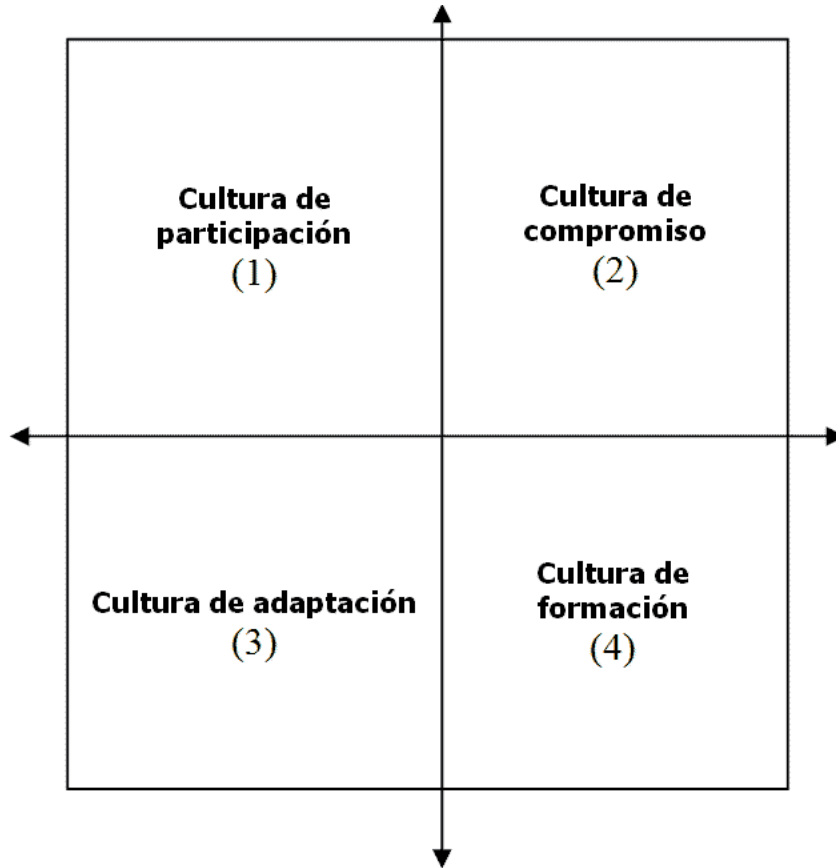 Cultura de
participación
(1)
Cultura de
compromiso
(2)
Cultura de adaptación
(3)
Cultura de
formación
(4)